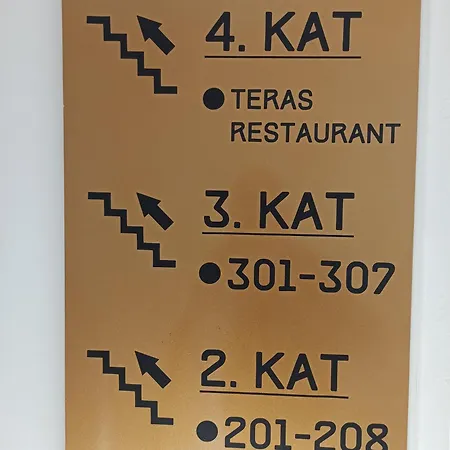 4. KAT
● TERAS
RESTAURANT
3. KAT
●301-307
2. KAT
●201-208